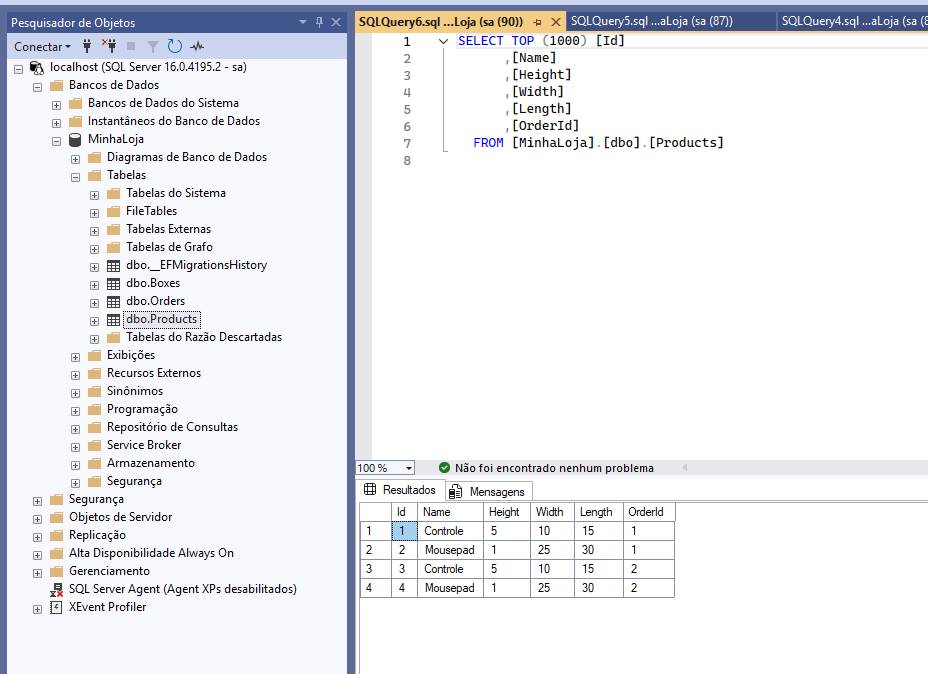 Pesquisador de Objetos
Conectar
localhost (SQL Server 16.0.4195.2 - sa)
Bancos de Dados
Bancos de Dados do Sistema
Instantâneos do Banco de Dados
MinhaLoja
Diagramas de Banco de Dados
Tabelas
Tabelas do Sistema
FileTables
Tabelas Externas
Tabelas de Grafo
dbo.__EFMigrationsHistory
dbo.Boxes
dbo.Orders
dbo.Products
Tabelas do Razão Descartadas
Exibições
Recursos Externos
Sinônimos
Programação
Repositório de Consultas
Service Broker
Armazenamento
Segurança
Segurança
Objetos de Servidor
Replicação
Alta Disponibilidade Always On
Gerenciamento
SQL Server Agent (Agent XPs desabilitados)
XEvent Profiler
SQLQuery6.sql ...Loja (sa (90)) SQLQuery5.sql ...aLoja (sa (87)) SQLQuery4.sql ...aLoja (sa (
1 SELECT TOP (1000) [Id]
2 ,[Name]
3 ,[Height]
4 ,[Width]
5 ,[Length]
6 ,[OrderId]
7 FROM [MinhaLoja].[dbo].[Products]
8
100 % Não foi encontrado nenhum problema
Resultados Mensagens
Id Name Height Width Length OrderId
1 1 Controle 5 10 15 1
2 2 Mousepad 1 25 30 1
3 3 Controle 5 10 15 2
4 4 Mousepad 1 25 30 2